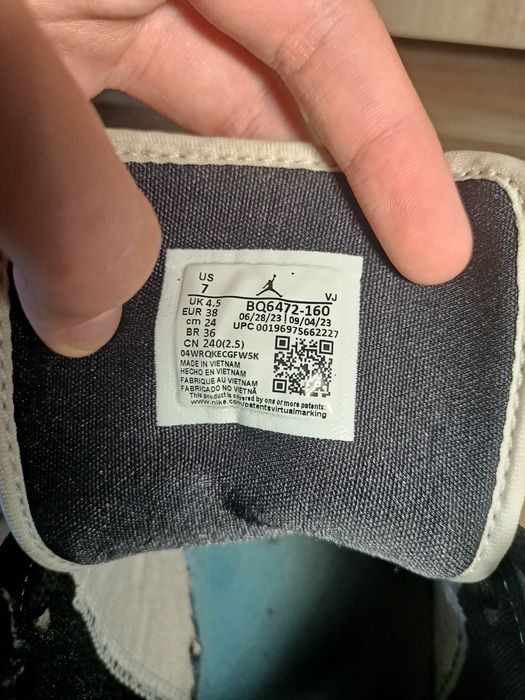 US
7
VJ
UK 4.5
EUR 38
cm 24
BR 36
CN 240(2.5)
BQ6472-160
06/28/23 | 09/04/23
UPC 00196975662227
04WRQKECGFW5K
MADE IN VIETNAM
HECHO EN VIETNAM
FABRIQUE AU VIETNAM
FABRICADO NO VIETNÃ
This product is covered by one or more patents:
www.nike.com/patentsvirtualmarking